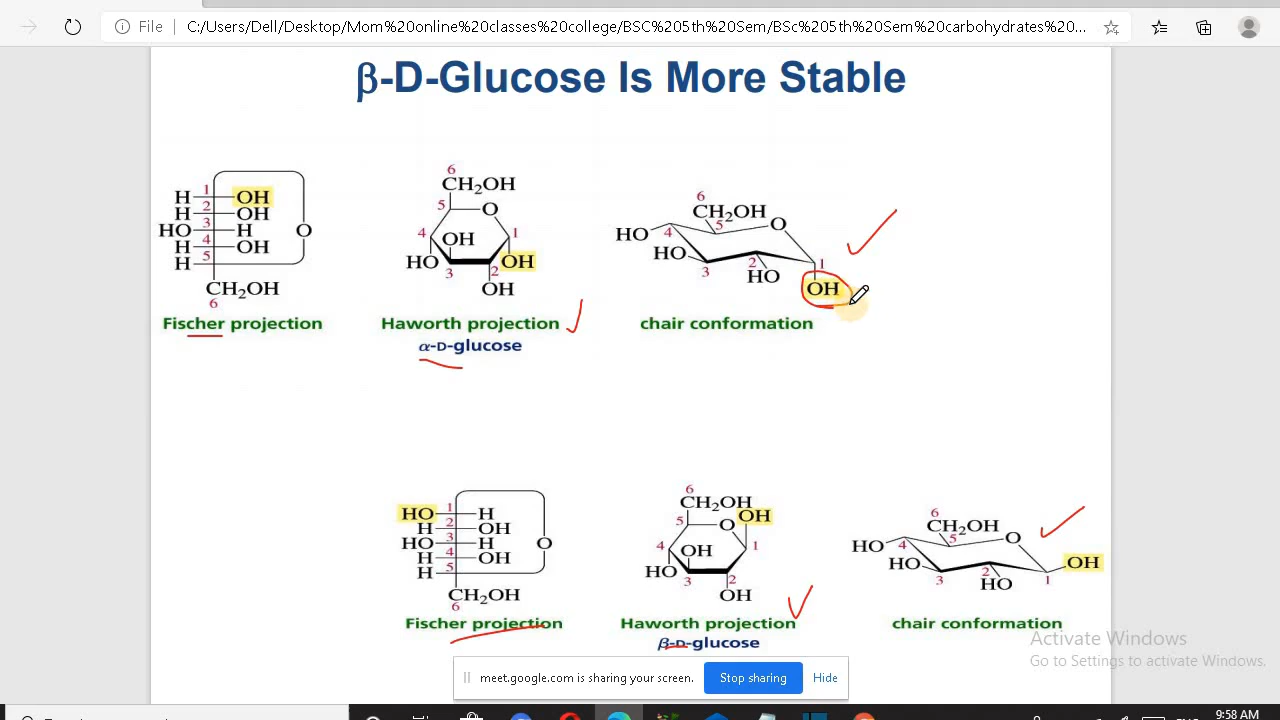 File
C:/Users/Dell/Desktop/Mom%20online%20classes%20college/BSC%205th%20Sem/BSc%205th%20Sem%20carbohydrates%20...
β-D-Glucose Is More Stable
H 1 OH
H 2 OH
HO 3 H
H 4 OH
H 5
O
CH2OH
6
Fischer projection
6
CH2OH
5 O
4 OH 1
HO 3 2 OH
OH
Haworth projection
α-D-glucose
6
CH2OH
HO 4 5 O
HO 3 2 1
HO OH
chair conformation
HO 1 H
H 2 OH
HO 3 H
H 4 OH
H 5
O
CH2OH
6
Fischer projection
6
CH2OH
5 O OH
4 OH 1
HO 3 2
OH
Haworth projection
β-D-glucose
6
CH2OH
HO 4 5 O
HO 3 2 OH
HO 1
chair conformation
Activate Windows
Go to Settings to activate Windows.
meet.google.com is sharing your screen.
Stop sharing
Hide
9:58 AM